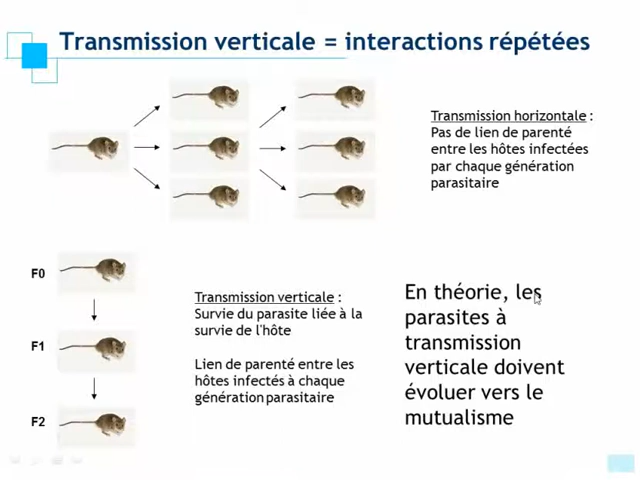 Transmission verticale = interactions répétées
Transmission horizontale :
Pas de lien de parenté
entre les hôtes infectées
par chaque génération
parasitaire
F0
F1
F2
Transmission verticale :
Survie du parasite liée à la
survie de l'hôte
Lien de parenté entre les
hôtes infectés à chaque
génération parasitaire
En théorie, les
parasites à
transmission
verticale doivent
évoluer vers le
mutualisme